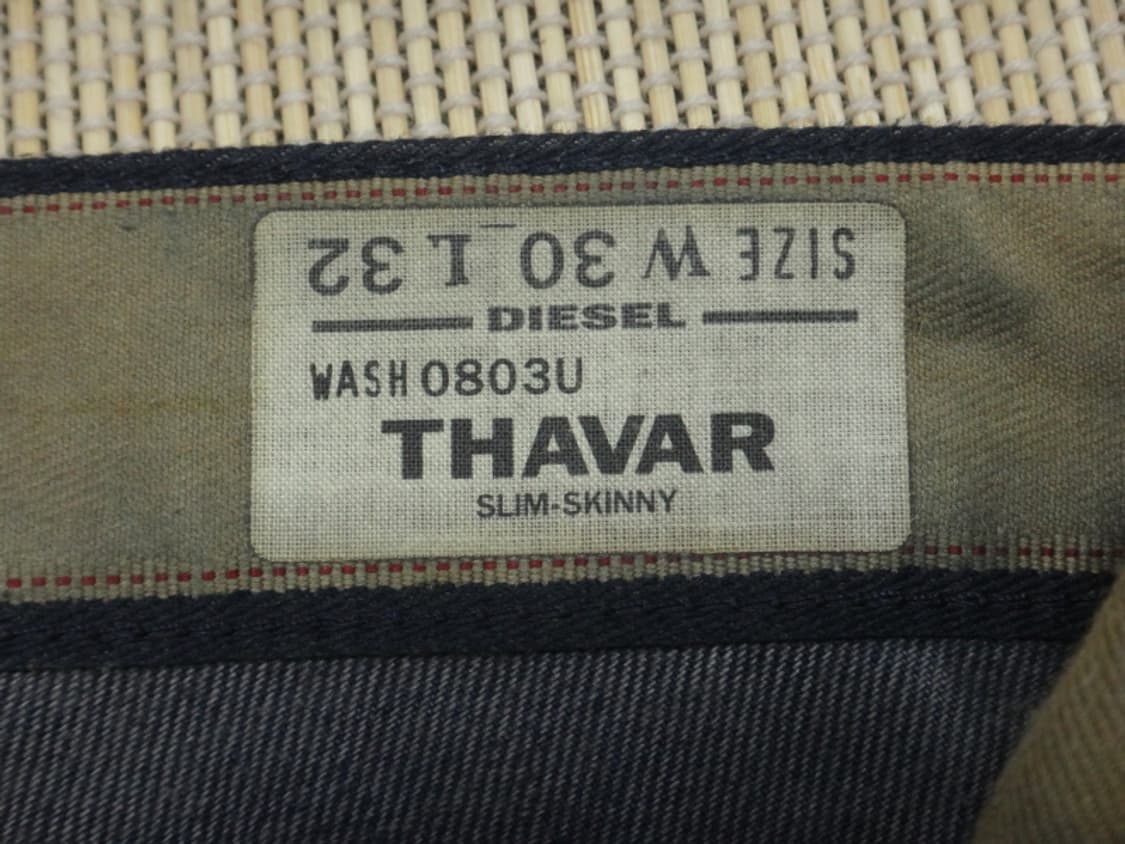 SIZE W 30 L 32
DIESEL
WASH 0803U
THAVAR
SLIM-SKINNY